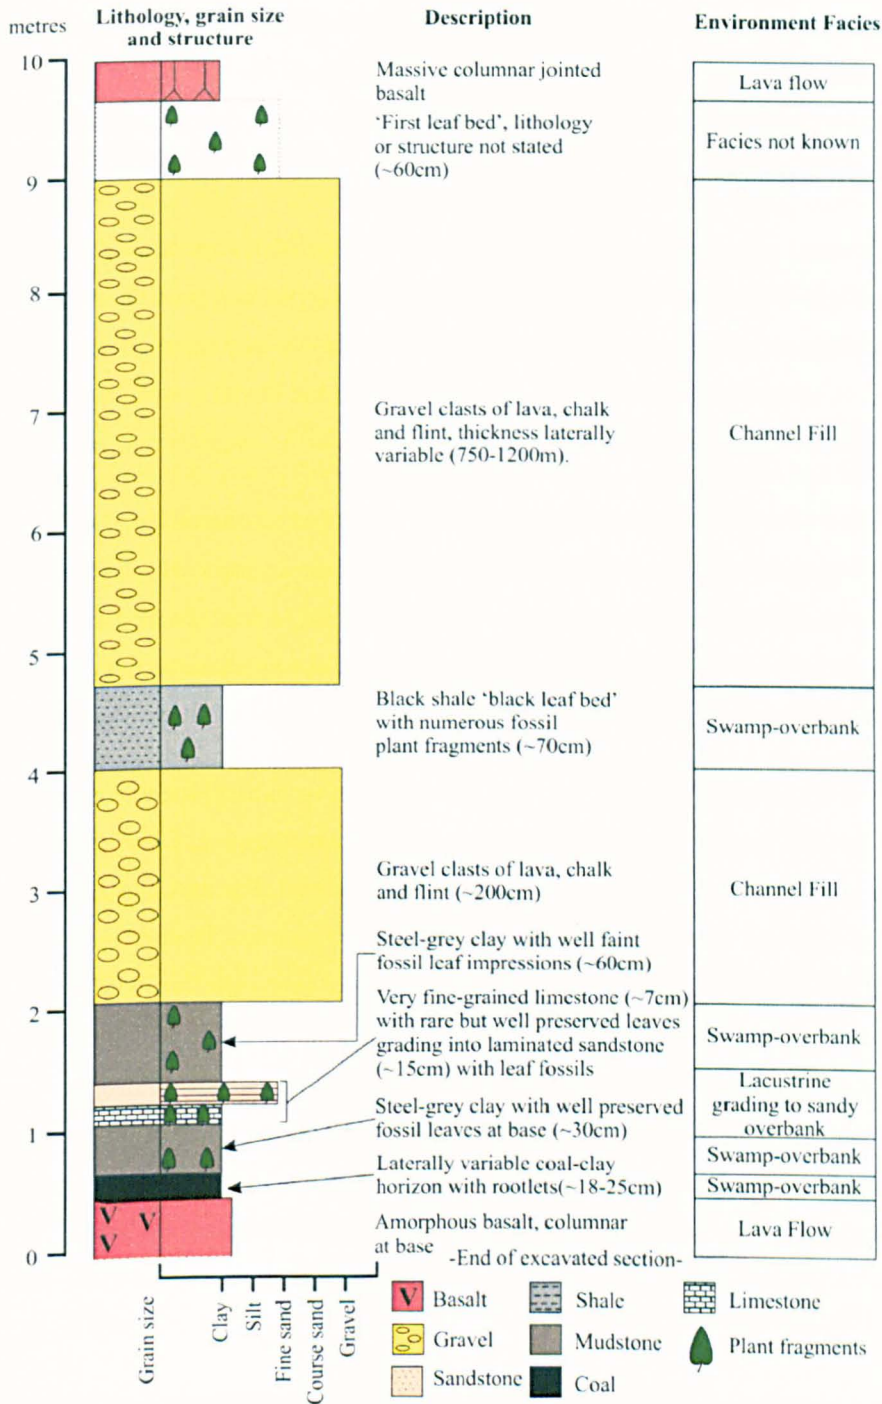 metres
Lithology, grain size
and structure
Description
Environment Facies
10
9
8
7
6
5
4
3
2
1
0
Massive columnar jointed
basalt
Lava flow
'First leaf bed', lithology
or structure not stated
(~60cm)
Facies not known
Gravel clasts of lava, chalk
and flint, thickness laterally
variable (750-1200m).
Channel Fill
Black shale 'black leaf bed'
with numerous fossil
plant fragments (~70cm)
Swamp-overbank
Gravel clasts of lava, chalk
and flint (~200cm)
Channel Fill
Steel-grey clay with well faint
fossil leaf impressions (~60cm)
Swamp-overbank
Very fine-grained limestone (~7cm)
with rare but well preserved leaves
grading into laminated sandstone
(~15cm) with leaf fossils
Lacustrine
grading to sandy
overbank
Steel-grey clay with well preserved
fossil leaves at base (~30cm)
Swamp-overbank
Laterally variable coal-clay
horizon with rootlets(~18-25cm)
Swamp-overbank
V V
V
Amorphous basalt, columnar
at base
Lava Flow
-End of excavated section-
Grain size
Clay
Silt
Fine sand
Course sand
Gravel
V Basalt
Gravel
Sandstone
Shale
Mudstone
Coal
Limestone
Plant fragments